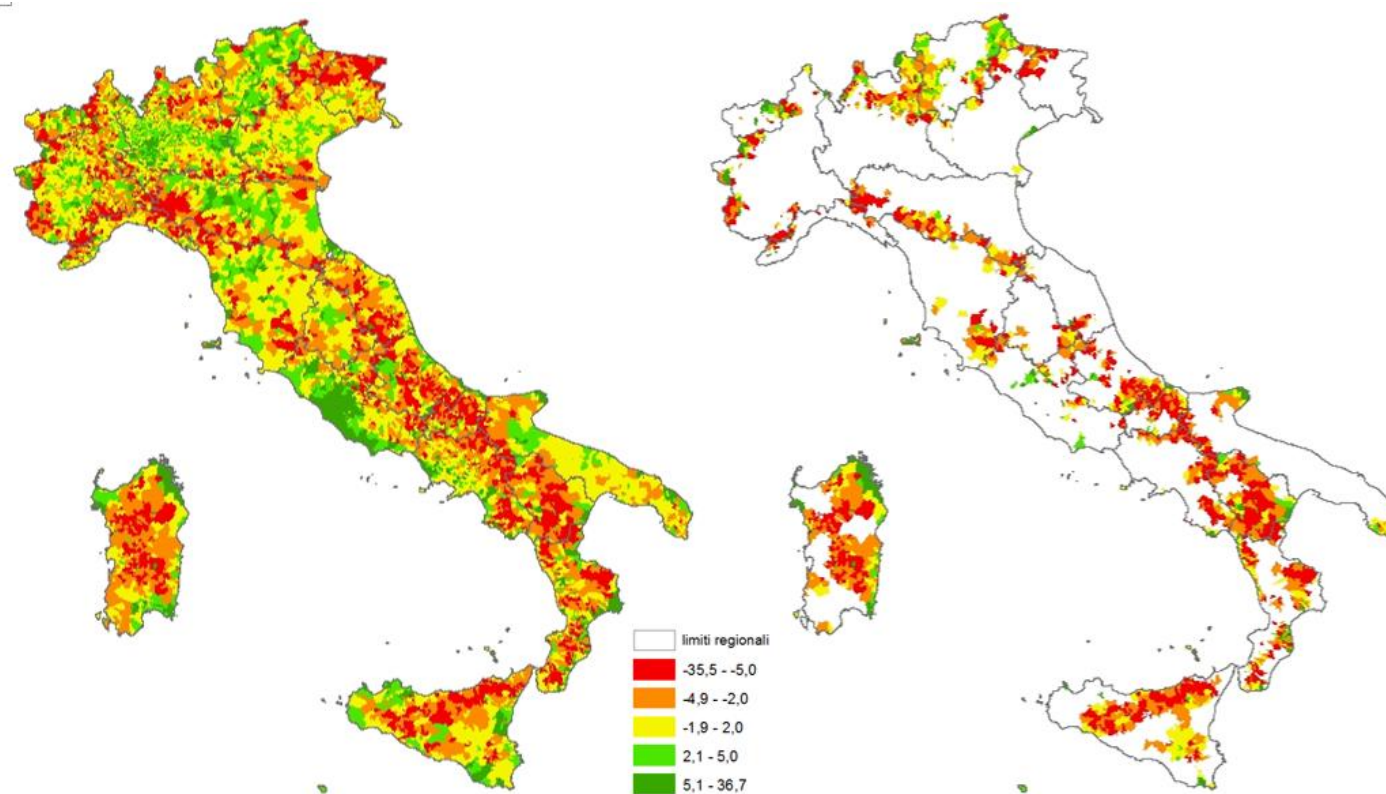 limiti regionali
-35,5 - -5,0
-4,9 - -2,0
-1,9 - 2,0
2,1 - 5,0
5,1 - 36,7